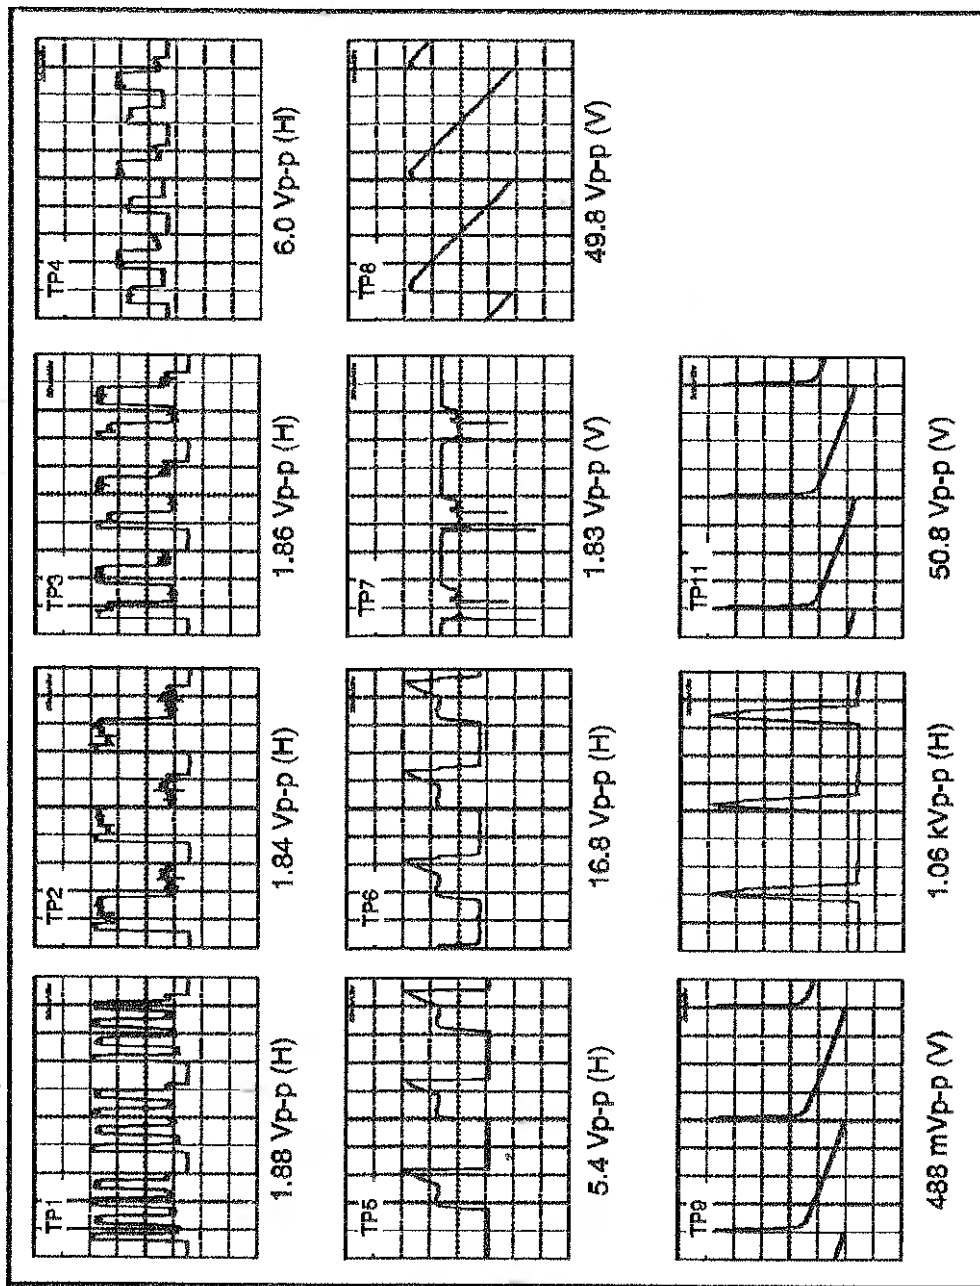 TP1
1.88 Vp-p (H)
TP2
1.84 Vp-p (H)
TP3
1.86 Vp-p (H)
TP4
6.0 Vp-p (H)
TP5
5.4 Vp-p (H)
TP6
16.8 Vp-p (H)
TP7
1.83 Vp-p (V)
TP8
49.8 Vp-p (V)
TP9
488 mVp-p (V)
1.06 kVp-p (H)
TP11
50.8 Vp-p (V)